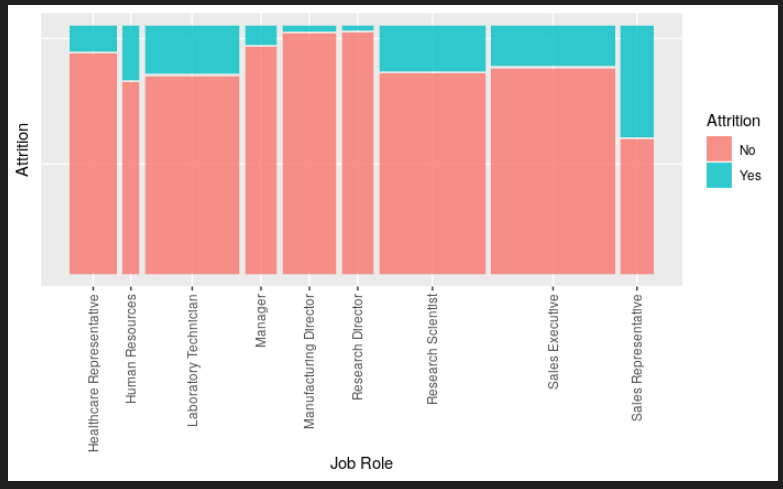 Attrition
Attrition
No
Yes
Healthcare Representative
Human Resources
Laboratory Technician
Manager
Manufacturing Director
Research Director
Research Scientist
Sales Executive
Sales Representative
Job Role